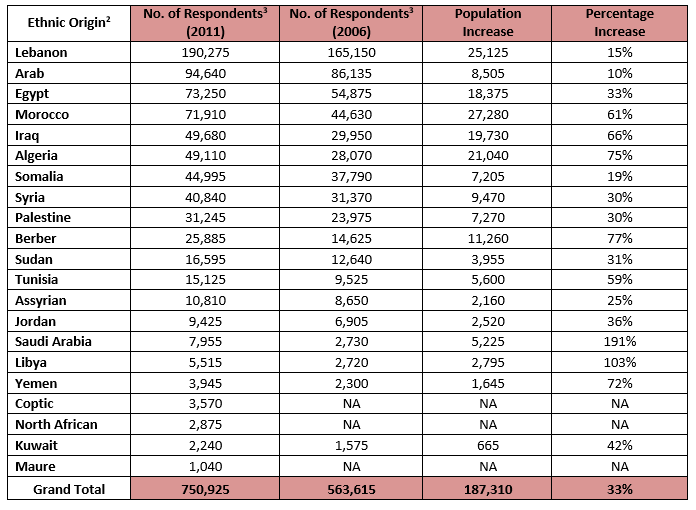 Ethnic Origin² No. of Respondents³ (2011) No. of Respondents³ (2006) Population Increase Percentage Increase
Lebanon 190,275 165,150 25,125 15%
Arab 94,640 86,135 8,505 10%
Egypt 73,250 54,875 18,375 33%
Morocco 71,910 44,630 27,280 61%
Iraq 49,680 29,950 19,730 66%
Algeria 49,110 28,070 21,040 75%
Somalia 44,995 37,790 7,205 19%
Syria 40,840 31,370 9,470 30%
Palestine 31,245 23,975 7,270 30%
Berber 25,885 14,625 11,260 77%
Sudan 16,595 12,640 3,955 31%
Tunisia 15,125 9,525 5,600 59%
Assyrian 10,810 8,650 2,160 25%
Jordan 9,425 6,905 2,520 36%
Saudi Arabia 7,955 2,730 5,225 191%
Libya 5,515 2,720 2,795 103%
Yemen 3,945 2,300 1,645 72%
Coptic 3,570 NA NA NA
North African 2,875 NA NA NA
Kuwait 2,240 1,575 665 42%
Maure 1,040 NA NA NA
Grand Total 750,925 563,615 187,310 33%